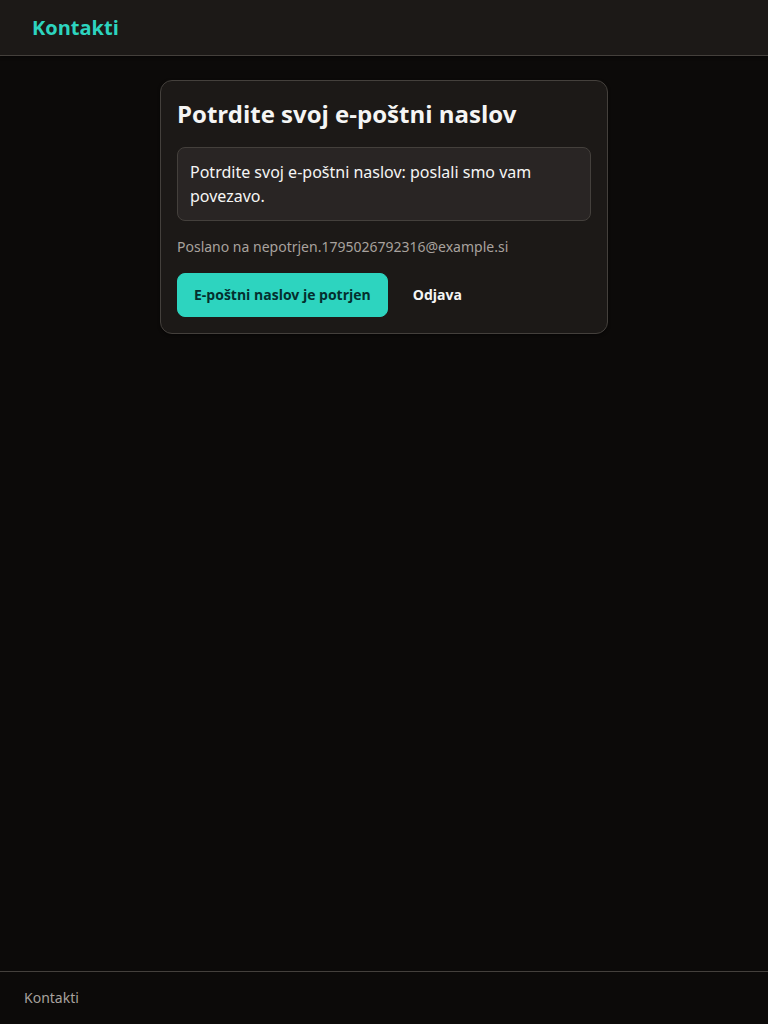 Kontakti
Potrdite svoj e-poštni naslov
Potrdite svoj e-poštni naslov: poslali smo vam
povezavo.
Poslano na nepotrjen.1795026792316@example.si
E-poštni naslov je potrjen
Odjava
Kontakti